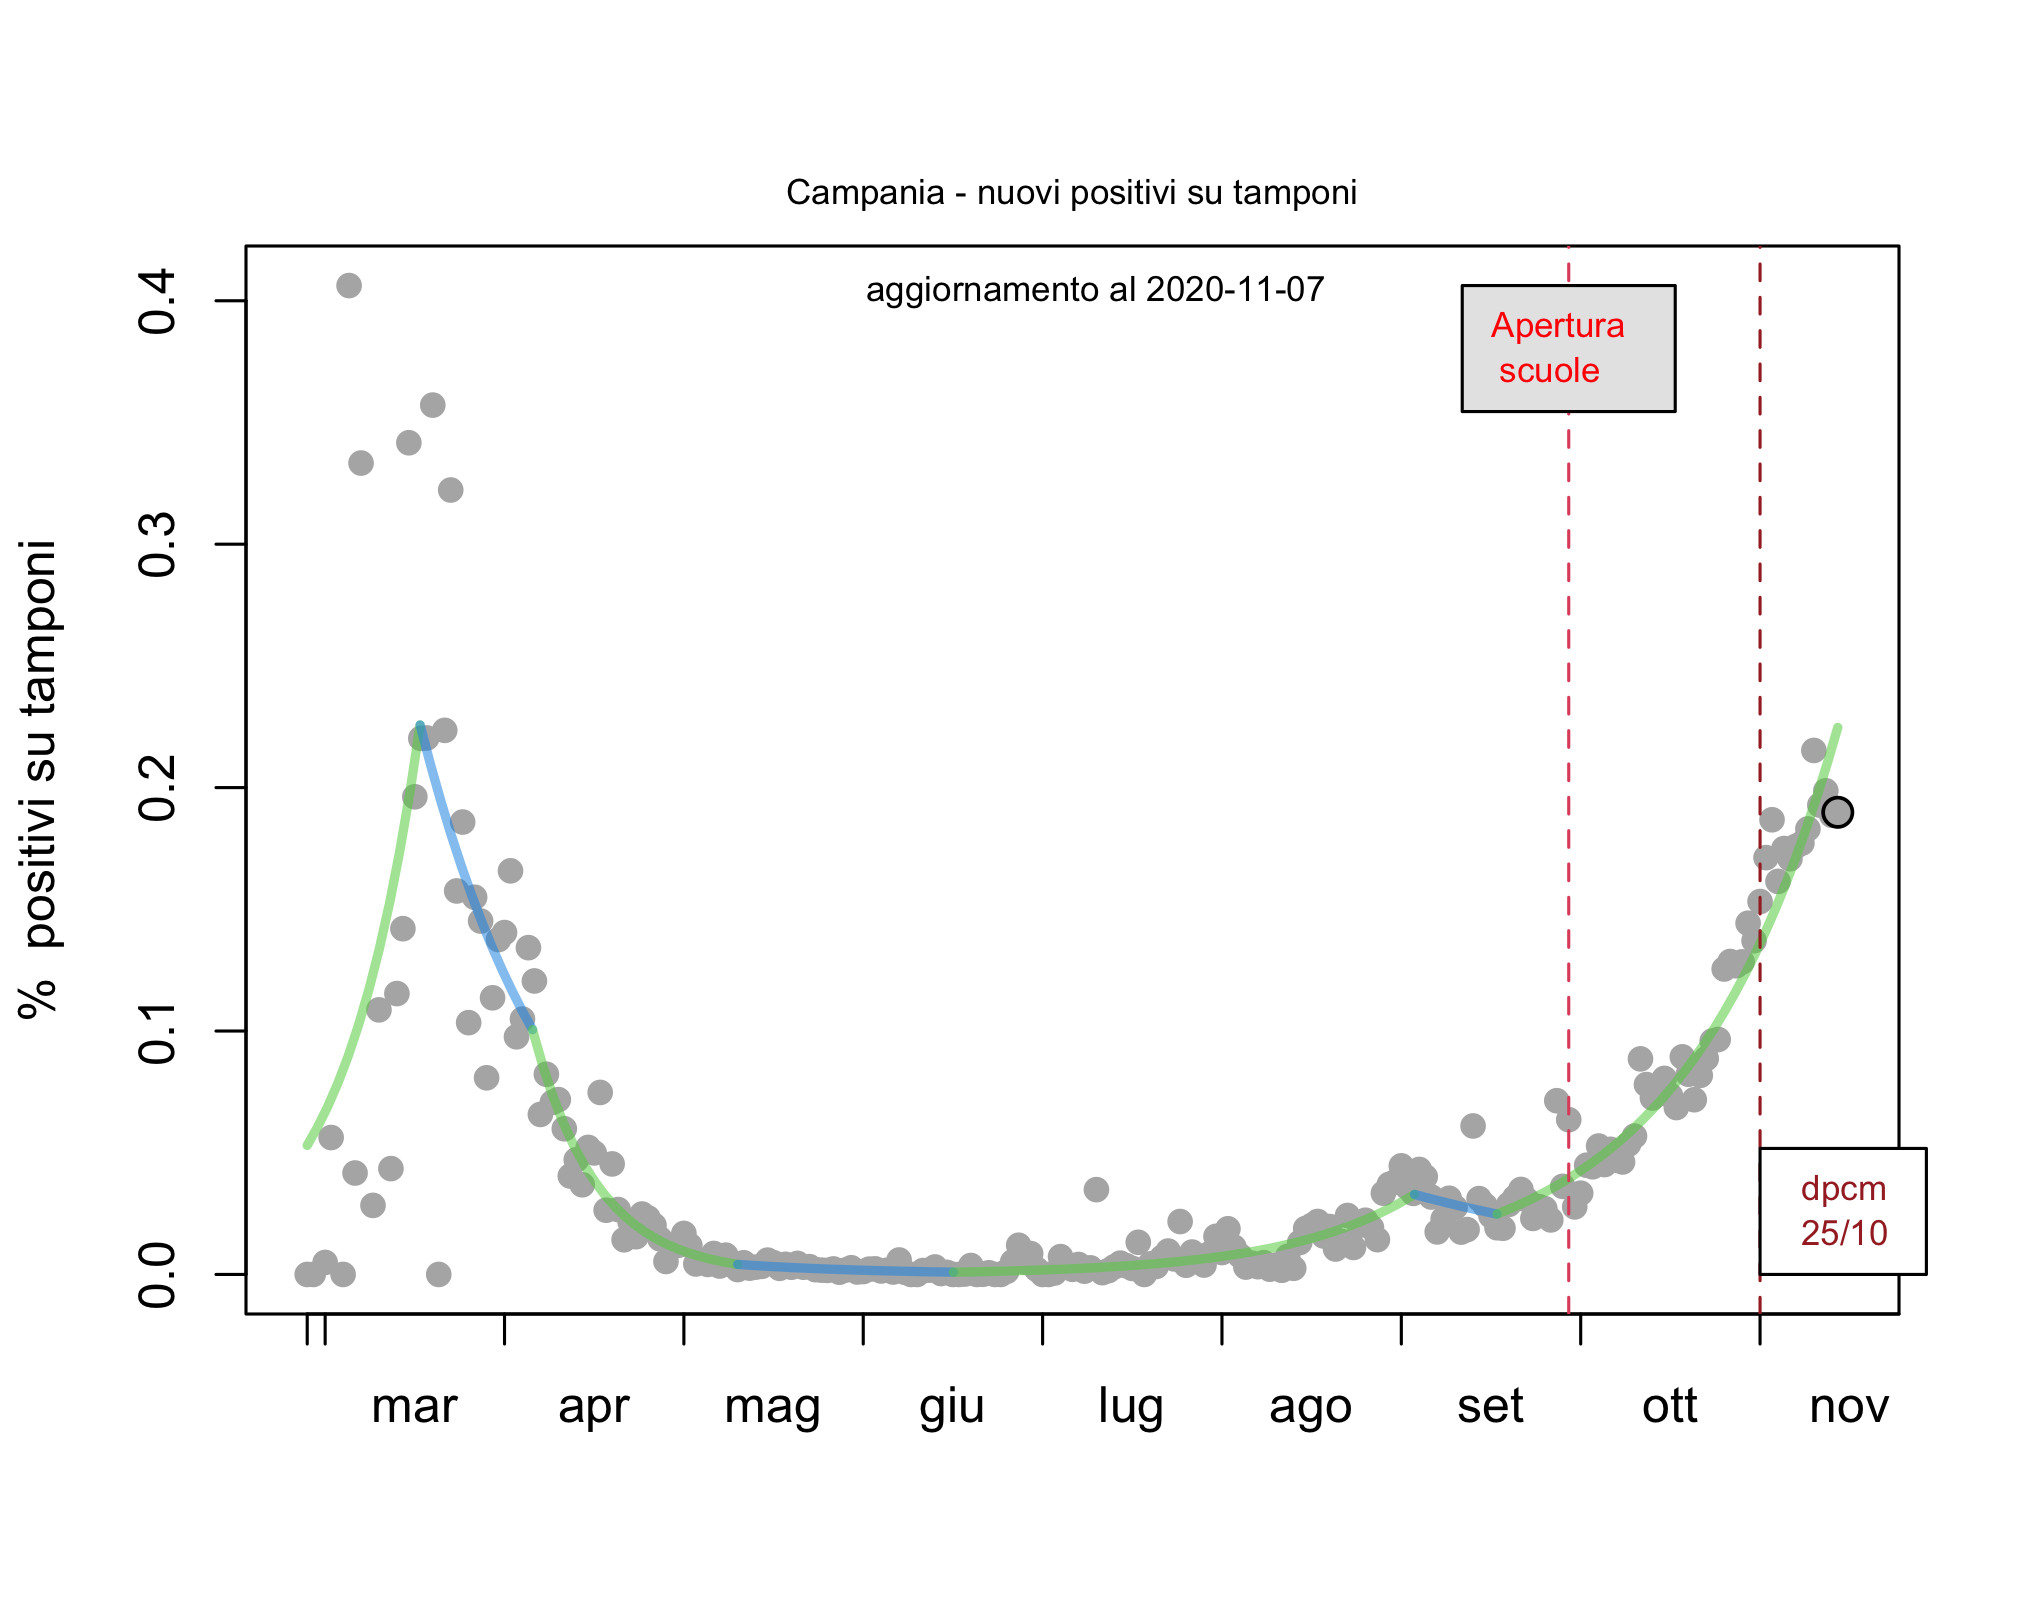 Campania - nuovi positivi su tamponi
aggiornamento al 2020-11-07
Apertura
scuole
% positivi su tamponi
0.4
0.3
0.2
0.1
0.0
dpcm
25/10
mar apr mag giu lug ago set ott nov